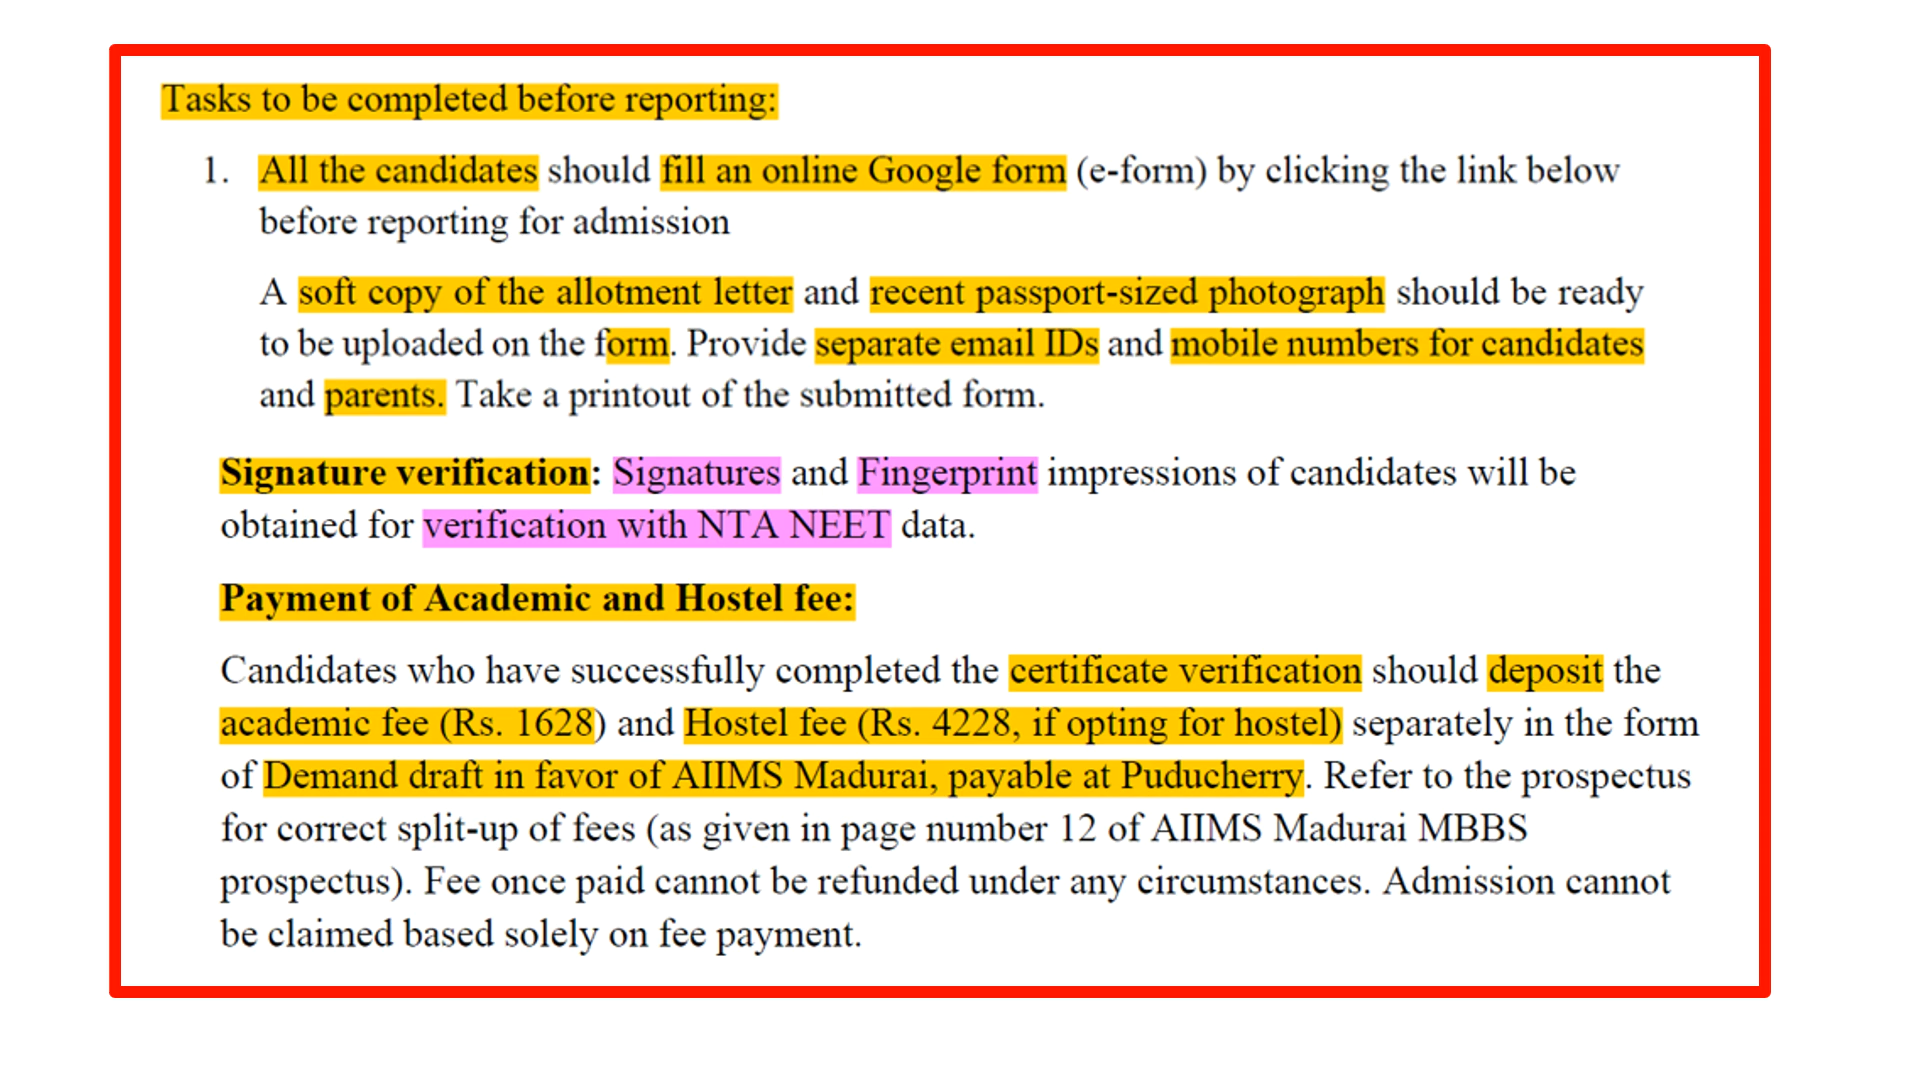 Tasks to be completed before reporting:
1. All the candidates should fill an online Google form (e-form) by clicking the link below
before reporting for admission
A soft copy of the allotment letter and recent passport-sized photograph should be ready
to be uploaded on the form. Provide separate email IDs and mobile numbers for candidates
and parents. Take a printout of the submitted form.
Signature verification: Signatures and Fingerprint impressions of candidates will be
obtained for verification with NTA NEET data.
Payment of Academic and Hostel fee:
Candidates who have successfully completed the certificate verification should deposit the
academic fee (Rs. 1628) and Hostel fee (Rs. 4228, if opting for hostel) separately in the form
of Demand draft in favor of AIIMS Madurai, payable at Puducherry. Refer to the prospectus
for correct split-up of fees (as given in page number 12 of AIIMS Madurai MBBS
prospectus). Fee once paid cannot be refunded under any circumstances. Admission cannot
be claimed based solely on fee payment.